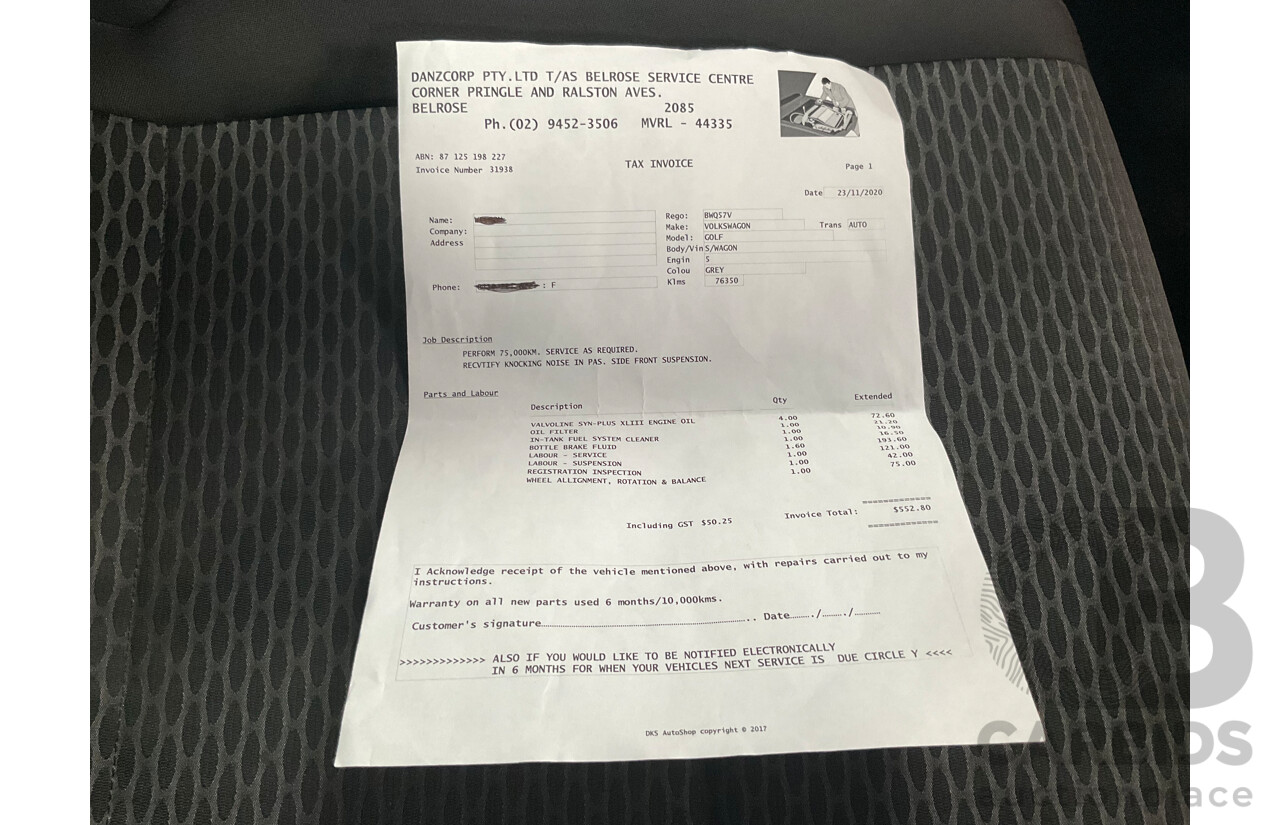 DANZCORP PTY.LTD T/AS BELROSE SERVICE CENTRE
CORNER PRINGLE AND RALSTON AVES.
BELROSE 2085
Ph.(02) 9452-3506 MVRL - 44335
ABN: 87 125 198 227
TAX INVOICE
Page 1
Invoice Number 31938
Date 23/11/2020
Name:
Company:
Address
Phone: : F
Rego: BWQ57V
Make: VOLKSWAGON Trans AUTO
Model: GOLF
Body/Vin S/WAGON
Engin 5
Colou GREY
Klms 76350
Job Description
PERFORM 75,000KM. SERVICE AS REQUIRED.
RECVTIFY KNOCKING NOISE IN PAS. SIDE FRONT SUSPENSION.
Parts and Labour
Description Qty Extended
VALVOLINE SYN-PLUS XLIII ENGINE OIL 4.00 72.60
OIL FILTER 1.00 21.20
IN-TANK FUEL SYSTEM CLEANER 1.00
BOTTLE BRAKE FLUID 1.00 16.50
LABOUR - SERVICE 1.60 193.60
LABOUR - SUSPENSION 1.00 121.00
REGISTRATION INSPECTION 1.00 42.00
WHEEL ALLIGNMENT, ROTATION & BALANCE 1.00 75.00
============
Including GST $50.25 Invoice Total: $552.80
============
I Acknowledge receipt of the vehicle mentioned above, with repairs carried out to my
instructions.
Warranty on all new parts used 6 months/10,000kms.
Customer's signature.................... Date......../......../.........
>>>>>>>>>>>>> ALSO IF YOU WOULD LIKE TO BE NOTIFIED ELECTRONICALLY
IN 6 MONTHS FOR WHEN YOUR VEHICLES NEXT SERVICE IS DUE CIRCLE Y <<<<
DKS AutoShop copyright © 2017